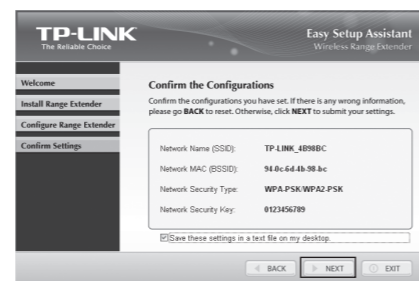 TP-LINK
The Reliable Choice
Easy Setup Assistant
Wireless Range Extender
Welcome
Install Range Extender
Configure Range Extender
Confirm Settings
Confirm the Configurations
Confirm the configurations you have set. If there is any wrong information,
please go BACK to reset. Otherwise, click NEXT to submit your settings.
Network Name (SSID): TP-LINK_4B98BC
Network MAC (BSSID): 94-0c-6d-4b-98-bc
Network Security Type: WPA-PSK/WPA2-PSK
Network Security Key: 0123456789
Save these settings in a text file on my desktop.
BACK NEXT EXIT